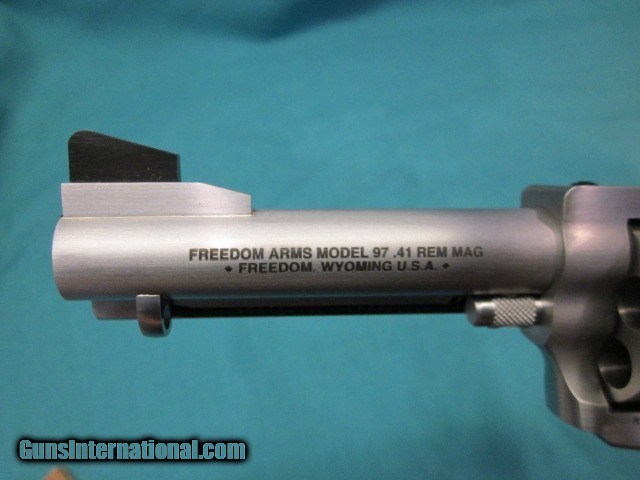 FREEDOM ARMS MODEL 97 .41 REM MAG
• FREEDOM, WYOMING U.S.A. •
GunsInternational.com